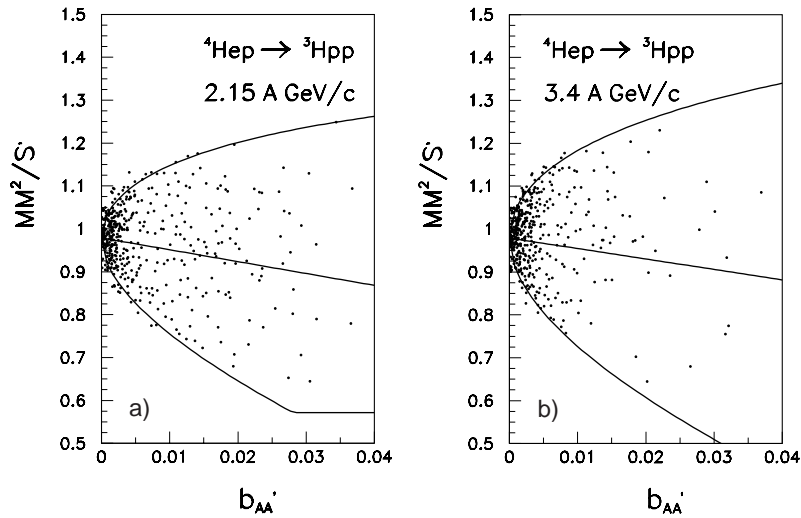 1.5
1.4
1.3
1.2
1.1
1
0.9
0.8
0.7
0.6
0.5
MM²/S'
⁴Hep → ³Hpp
2.15 A GeV/c
a)
0 0.01 0.02 0.03 0.04
b_AA'
1.5
1.4
1.3
1.2
1.1
1
0.9
0.8
0.7
0.6
0.5
MM²/S'
⁴Hep → ³Hpp
3.4 A GeV/c
b)
0 0.01 0.02 0.03 0.04
b_AA'